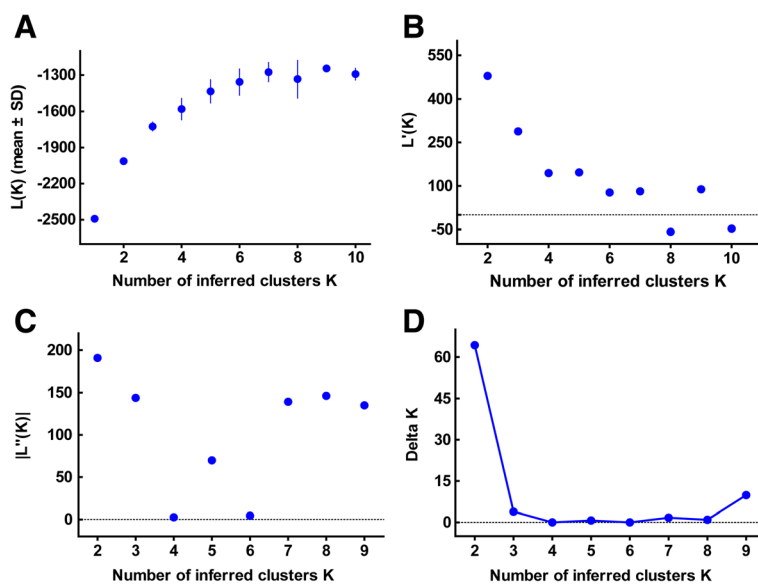 A
L(K) (mean ± SD)
-1300
-1600
-1900
-2200
-2500
2 4 6 8 10
Number of inferred clusters K
B
L'(K)
550
400
250
100
-50
2 4 6 8 10
Number of inferred clusters K
C
|L''(K)|
200
150
100
50
0
2 3 4 5 6 7 8 9
Number of inferred clusters K
D
Delta K
60
45
30
15
0
2 3 4 5 6 7 8 9
Number of inferred clusters K